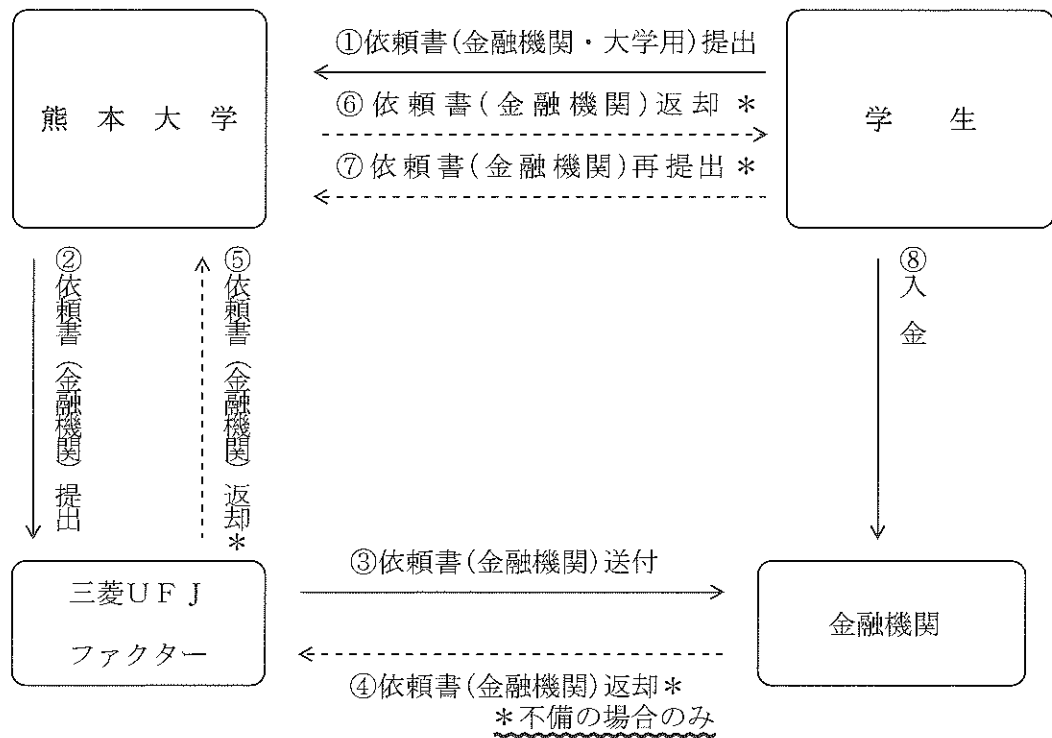 熊本大学
①依頼書(金融機関・大学用)提出
⑥依頼書(金融機関)返却＊
⑦依頼書(金融機関)再提出＊
学生
②依頼書(金融機関)提出
⑤依頼書(金融機関)返却＊
⑧入金
三菱ＵＦＪ
ファクター
③依頼書(金融機関)送付
④依頼書(金融機関)返却＊
＊不備の場合のみ
金融機関